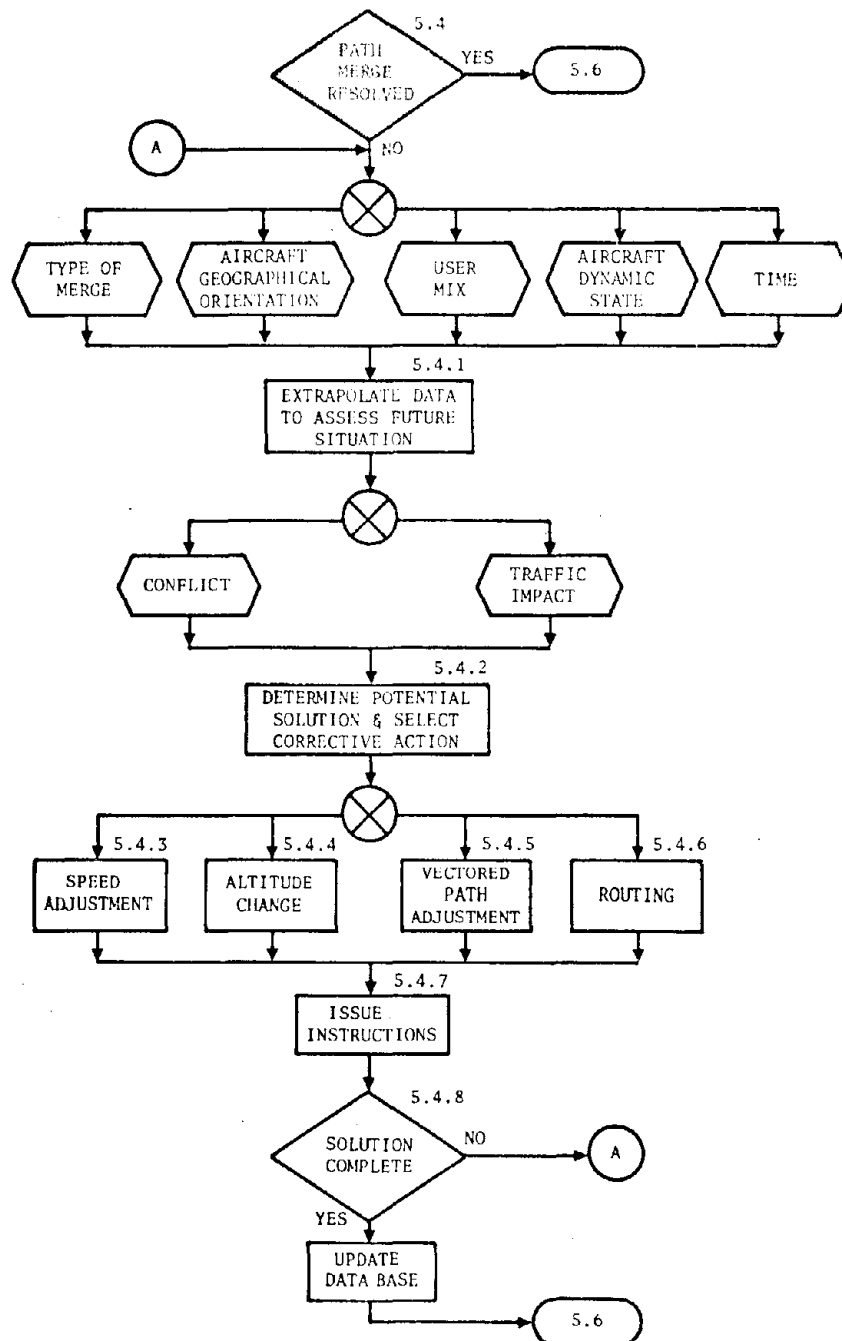 5.4
PATH
MERGE
RESOLVED
YES
5.6
A
NO
TYPE OF
MERGE
AIRCRAFT
GEOGRAPHICAL
ORIENTATION
USER
MIX
AIRCRAFT
DYNAMIC
STATE
TIME
5.4.1
EXTRAPOLATE DATA
TO ASSESS FUTURE
SITUATION
CONFLICT
TRAFFIC
IMPACT
5.4.2
DETERMINE POTENTIAL
SOLUTION & SELECT
CORRECTIVE ACTION
5.4.3
SPEED
ADJUSTMENT
5.4.4
ALTITUDE
CHANGE
5.4.5
VECTORED
PATH
ADJUSTMENT
5.4.6
ROUTING
5.4.7
ISSUE
INSTRUCTIONS
5.4.8
SOLUTION
COMPLETE
NO
A
YES
UPDATE
DATA BASE
5.6